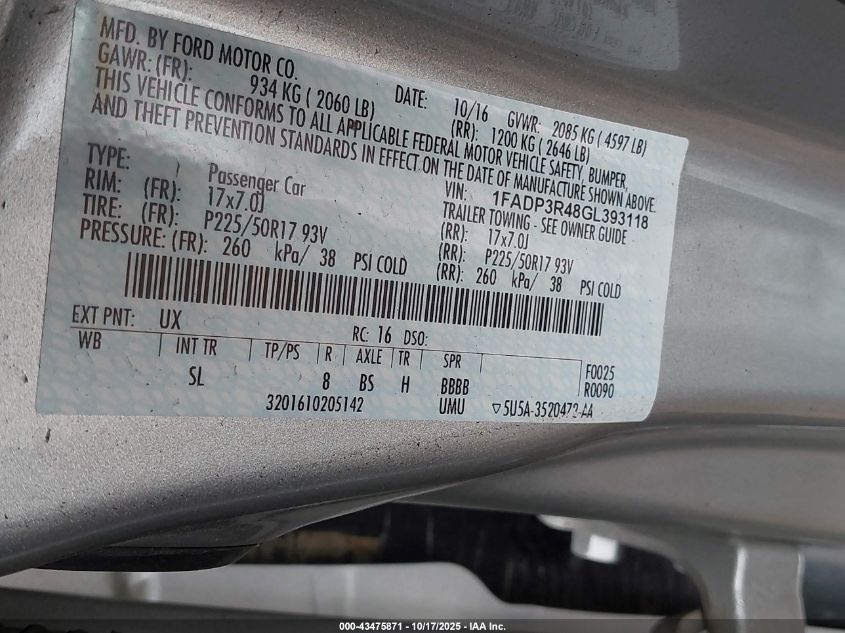 MFD. BY FORD MOTOR CO. DATE: 10/16 GVWR: 2085 KG ( 4597 LB)
GAWR: (FR): 934 KG ( 2060 LB) (RR): 1200 KG ( 2646 LB)
THIS VEHICLE CONFORMS TO ALL APPLICABLE FEDERAL MOTOR VEHICLE SAFETY, BUMPER,
AND THEFT PREVENTION STANDARDS IN EFFECT ON THE DATE OF MANUFACTURE SHOWN ABOVE.
VIN: 1FADP3R48GL393118
TYPE: Passenger Car TRAILER TOWING - SEE OWNER GUIDE
RIM: (FR): 17x7.0J (RR): 17x7.0J
TIRE: (FR): P225/50R17 93V (RR): P225/50R17 93V
PRESSURE: (FR): 260 kPa/ 38 PSI COLD (RR): 260 kPa/ 38 PSI COLD
EXT PNT: UX RC: 16 DSO:
WB INT TR TP/PS R AXLE TR SPR F0025
SL 8 BS H BBBB R0090
3201610205142 UMU ▽5U5A-3520472-AA
000-43475871 - 10/17/2025 - IAA Inc.